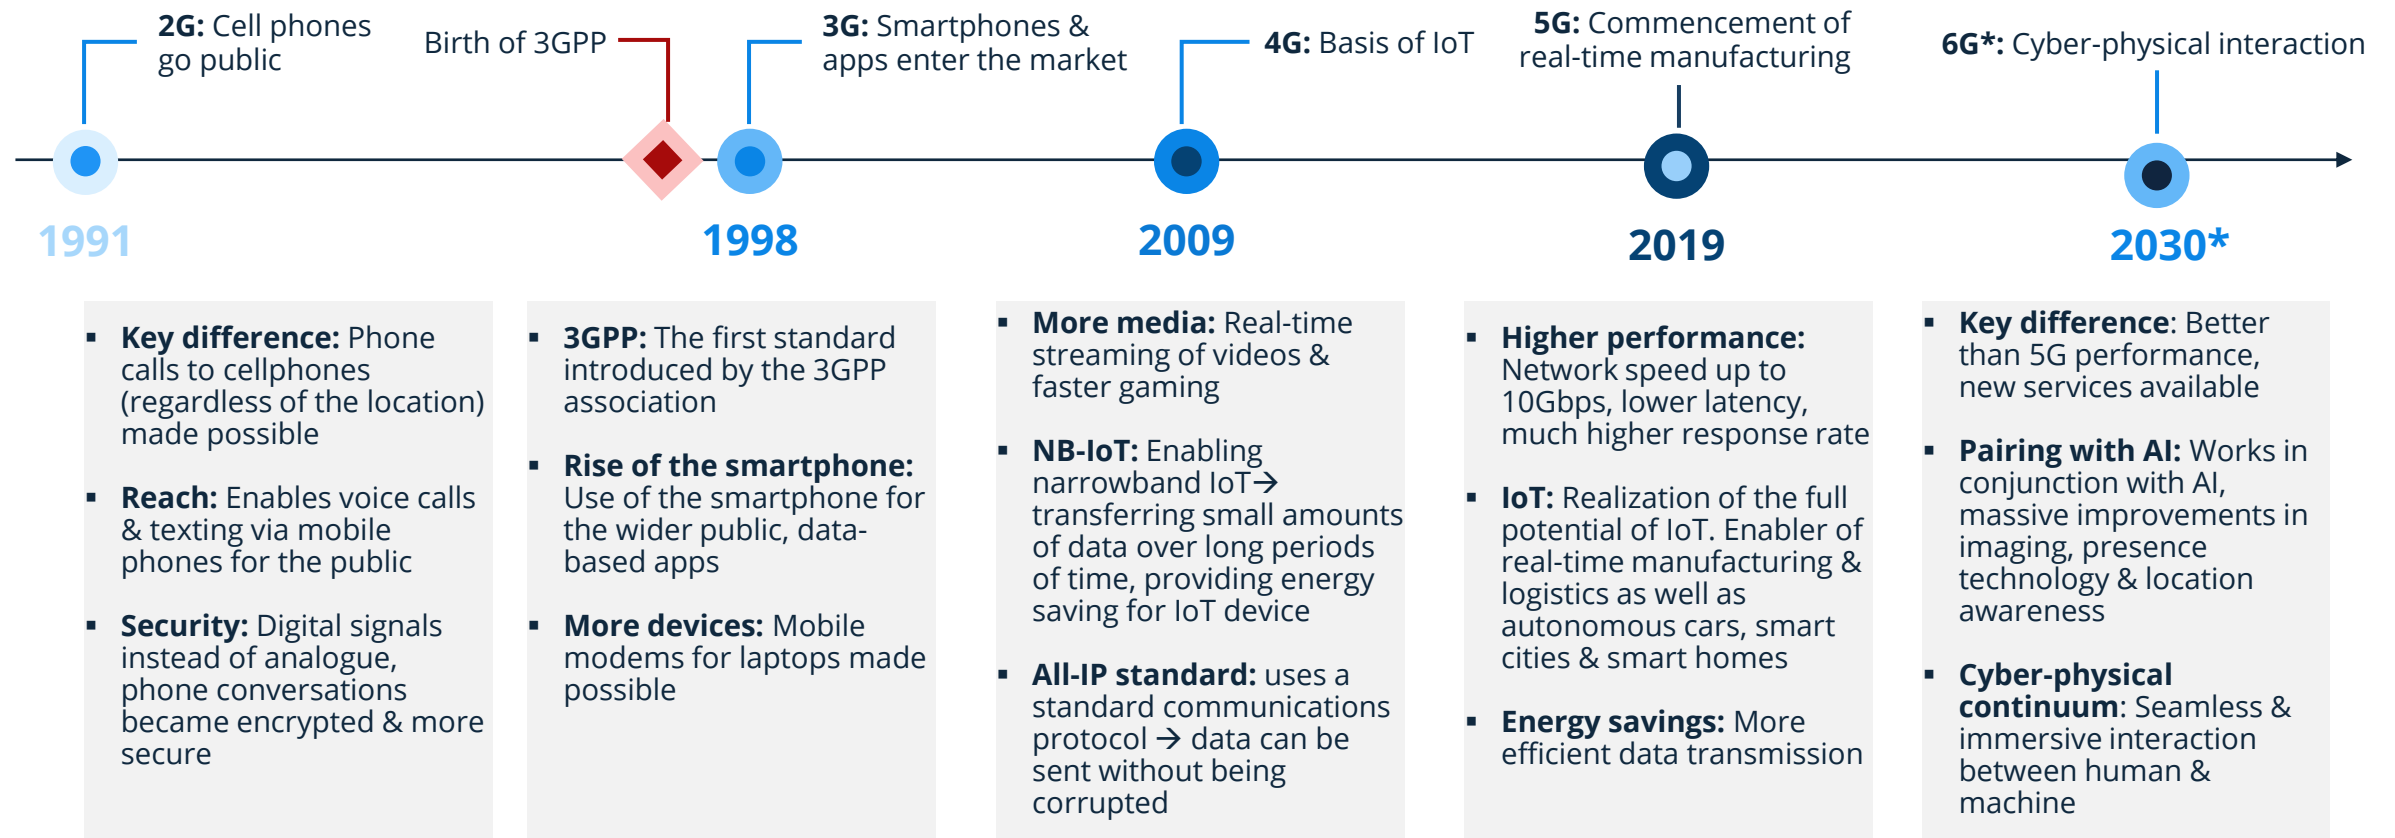 2G: Cell phones
go public
Birth of 3GPP
3G: Smartphones &
apps enter the market
4G: Basis of IoT
5G: Commencement of
real-time manufacturing
6G*: Cyber-physical interaction
1991
1998
2009
2019
2030*
▪ Key difference: Phone
calls to cellphones
(regardless of the location)
made possible
▪ Reach: Enables voice calls
& texting via mobile
phones for the public
▪ Security: Digital signals
instead of analogue,
phone conversations
became encrypted & more
secure
▪ 3GPP: The first standard
introduced by the 3GPP
association
▪ Rise of the smartphone:
Use of the smartphone for
the wider public, data-
based apps
▪ More devices: Mobile
modems for laptops made
possible
▪ More media: Real-time
streaming of videos &
faster gaming
▪ NB-IoT: Enabling
narrowband IoT→
transferring small amounts
of data over long periods
of time, providing energy
saving for IoT device
▪ All-IP standard: uses a
standard communications
protocol → data can be
sent without being
corrupted
▪ Higher performance:
Network speed up to
10Gbps, lower latency,
much higher response rate
▪ IoT: Realization of the full
potential of IoT. Enabler of
real-time manufacturing &
logistics as well as
autonomous cars, smart
cities & smart homes
▪ Energy savings: More
efficient data transmission
▪ Key difference: Better
than 5G performance,
new services available
▪ Pairing with AI: Works in
conjunction with AI,
massive improvements in
imaging, presence
technology & location
awareness
▪ Cyber-physical
continuum: Seamless &
immersive interaction
between human &
machine